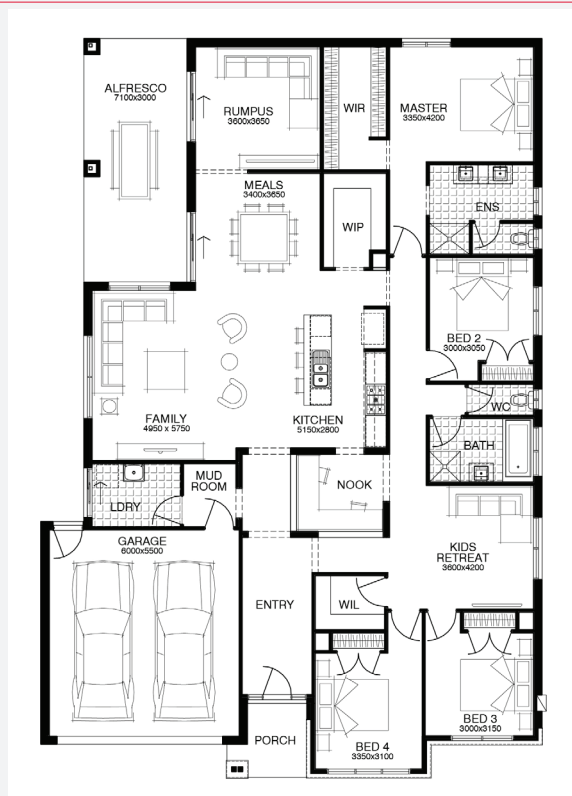 ALFRESCO
7100x3000
RUMPUS
3600x3650
WIR
MASTER
3350x4200
MEALS
3400x3650
WIP
ENS
BED 2
3000x3050
FAMILY
4950 x 5750
KITCHEN
5150x2800
WC
BATH
LDRY
MUD
ROOM
NOOK
GARAGE
6000x5500
KIDS
RETREAT
3600x4200
ENTRY
WIL
PORCH
BED 4
3350x3100
BED 3
3000x3150